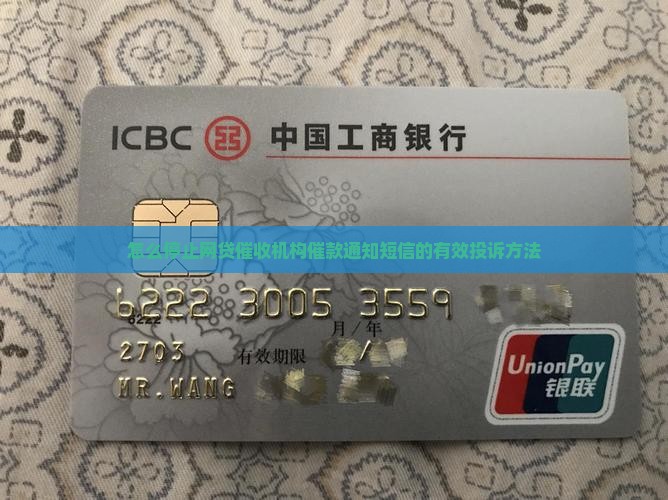 ICBC 中国工商银行
怎么停止网贷催收机构催款通知短信的有效投诉方法
6222 3005 3559
6222
月/年
2703 有效期限 /
MR.WANG
UnionPay
银联